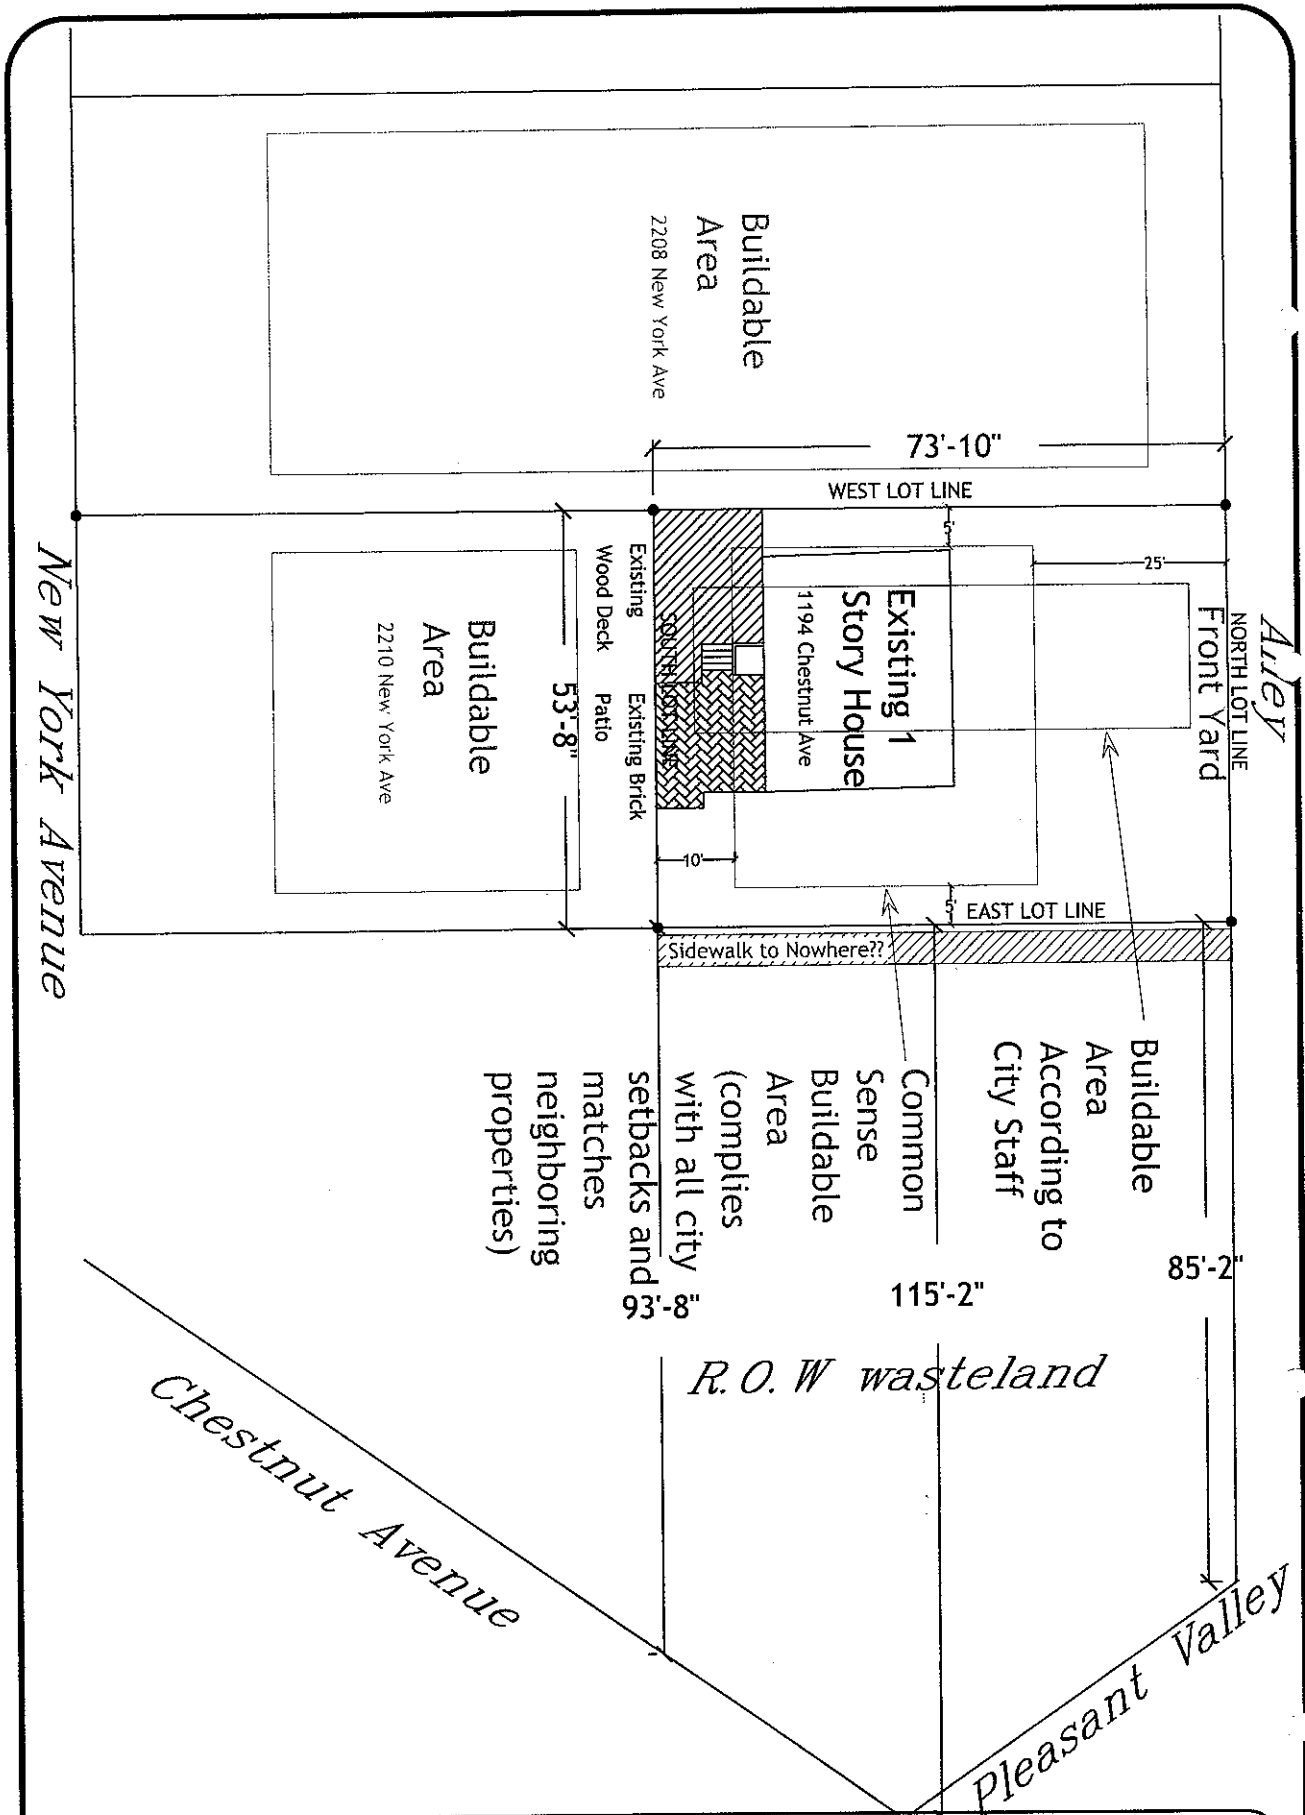 Alley
NORTH LOT LINE
Front Yard
25'
Buildable
Area
2208 New York Ave
73'-10"
WEST LOT LINE
5'
Existing 1
Story House
1194 Chestnut Ave
SOUTH LOT LINE
Existing
Wood Deck
Existing Brick
Patio
10'
5'
EAST LOT LINE
Sidewalk to Nowhere??
53'-8"
Buildable
Area
2210 New York Ave
New York Avenue
Buildable
Area
According to
City Staff
Common
Sense
Buildable
Area
(complies
with all city
setbacks and
matches
neighboring
properties)
85'-2"
115'-2"
93'-8"
R.O.W wasteland
Chestnut Avenue
Pleasant Valley